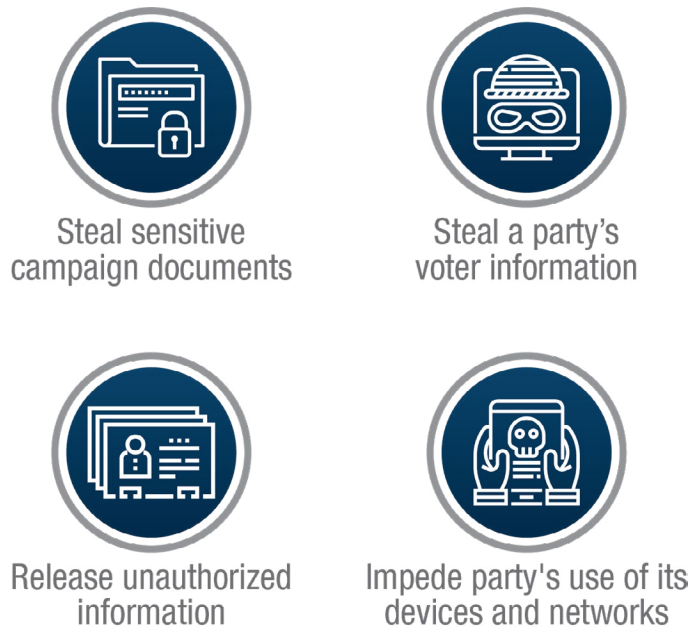 Steal sensitive
campaign documents
Steal a party’s
voter information
Release unauthorized
information
Impede party's use of its
devices and networks